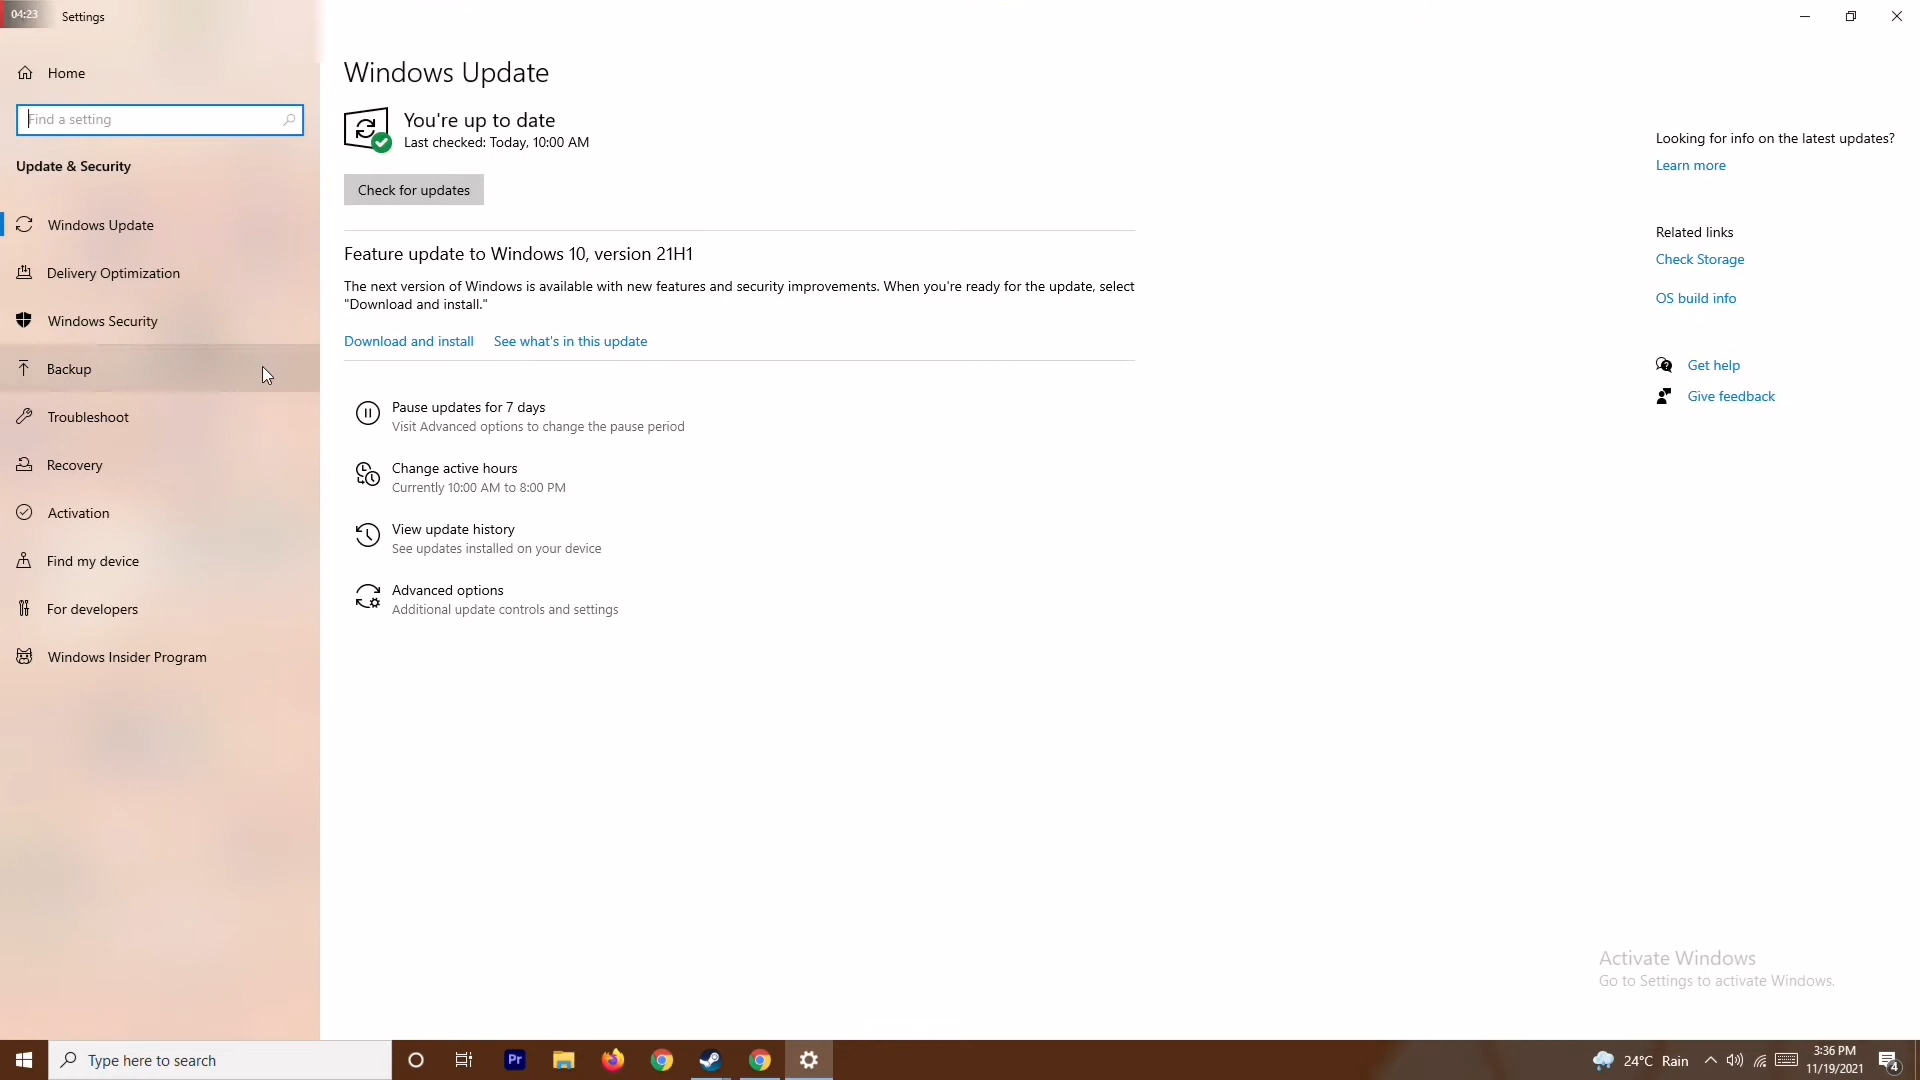 04:23
Settings
Home
Find a setting
Update & Security
Windows Update
Delivery Optimization
Windows Security
Backup
Troubleshoot
Recovery
Activation
Find my device
For developers
Windows Insider Program
Windows Update
You're up to date
Last checked: Today, 10:00 AM
Check for updates
Feature update to Windows 10, version 21H1
The next version of Windows is available with new features and security improvements. When you're ready for the update, select
"Download and install."
Download and install See what's in this update
Pause updates for 7 days
Visit Advanced options to change the pause period
Change active hours
Currently 10:00 AM to 8:00 PM
View update history
See updates installed on your device
Advanced options
Additional update controls and settings
Looking for info on the latest updates?
Learn more
Related links
Check Storage
OS build info
Get help
Give feedback
Activate Windows
Go to Settings to activate Windows.
Type here to search
Pr
24°C Rain
3:36 PM
11/19/2021
4